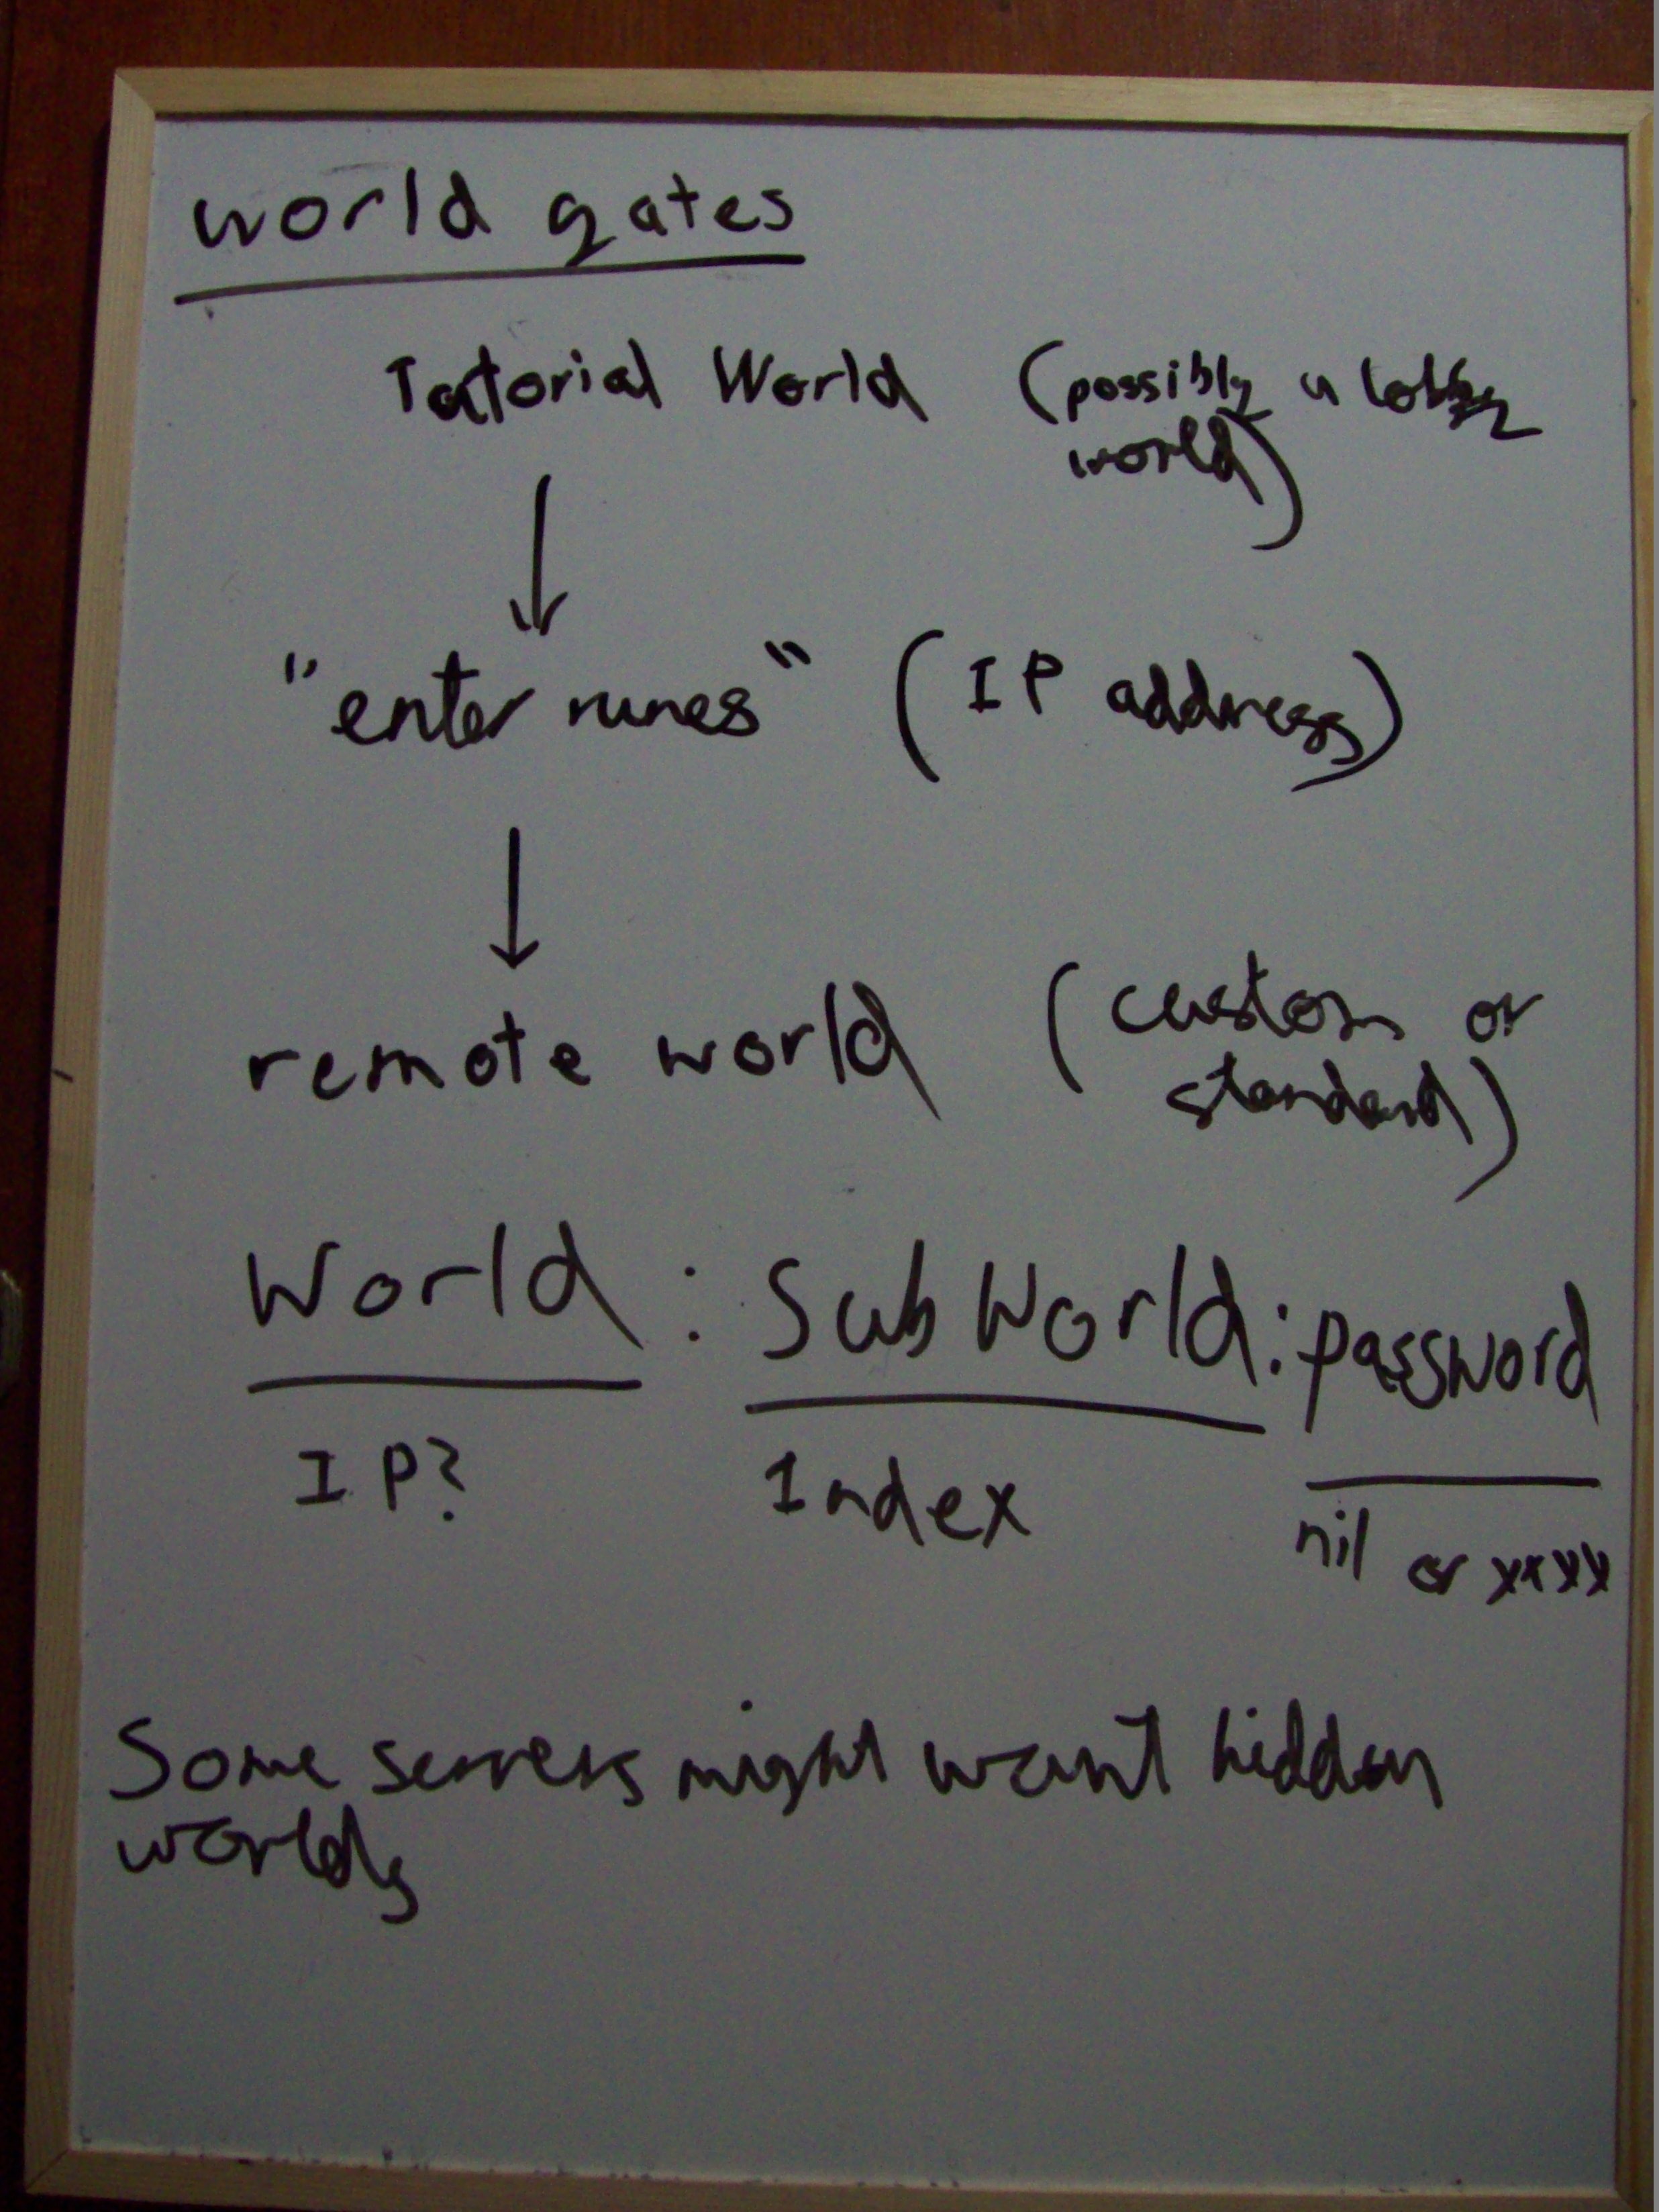 world gates
Tutorial World (possibly a lobby
world)
"enter runes" (IP address)
remote world (custom or
standard)
World : SubWorld : password
IP? Index nil or xxxx
Some servers might want hidden
worlds